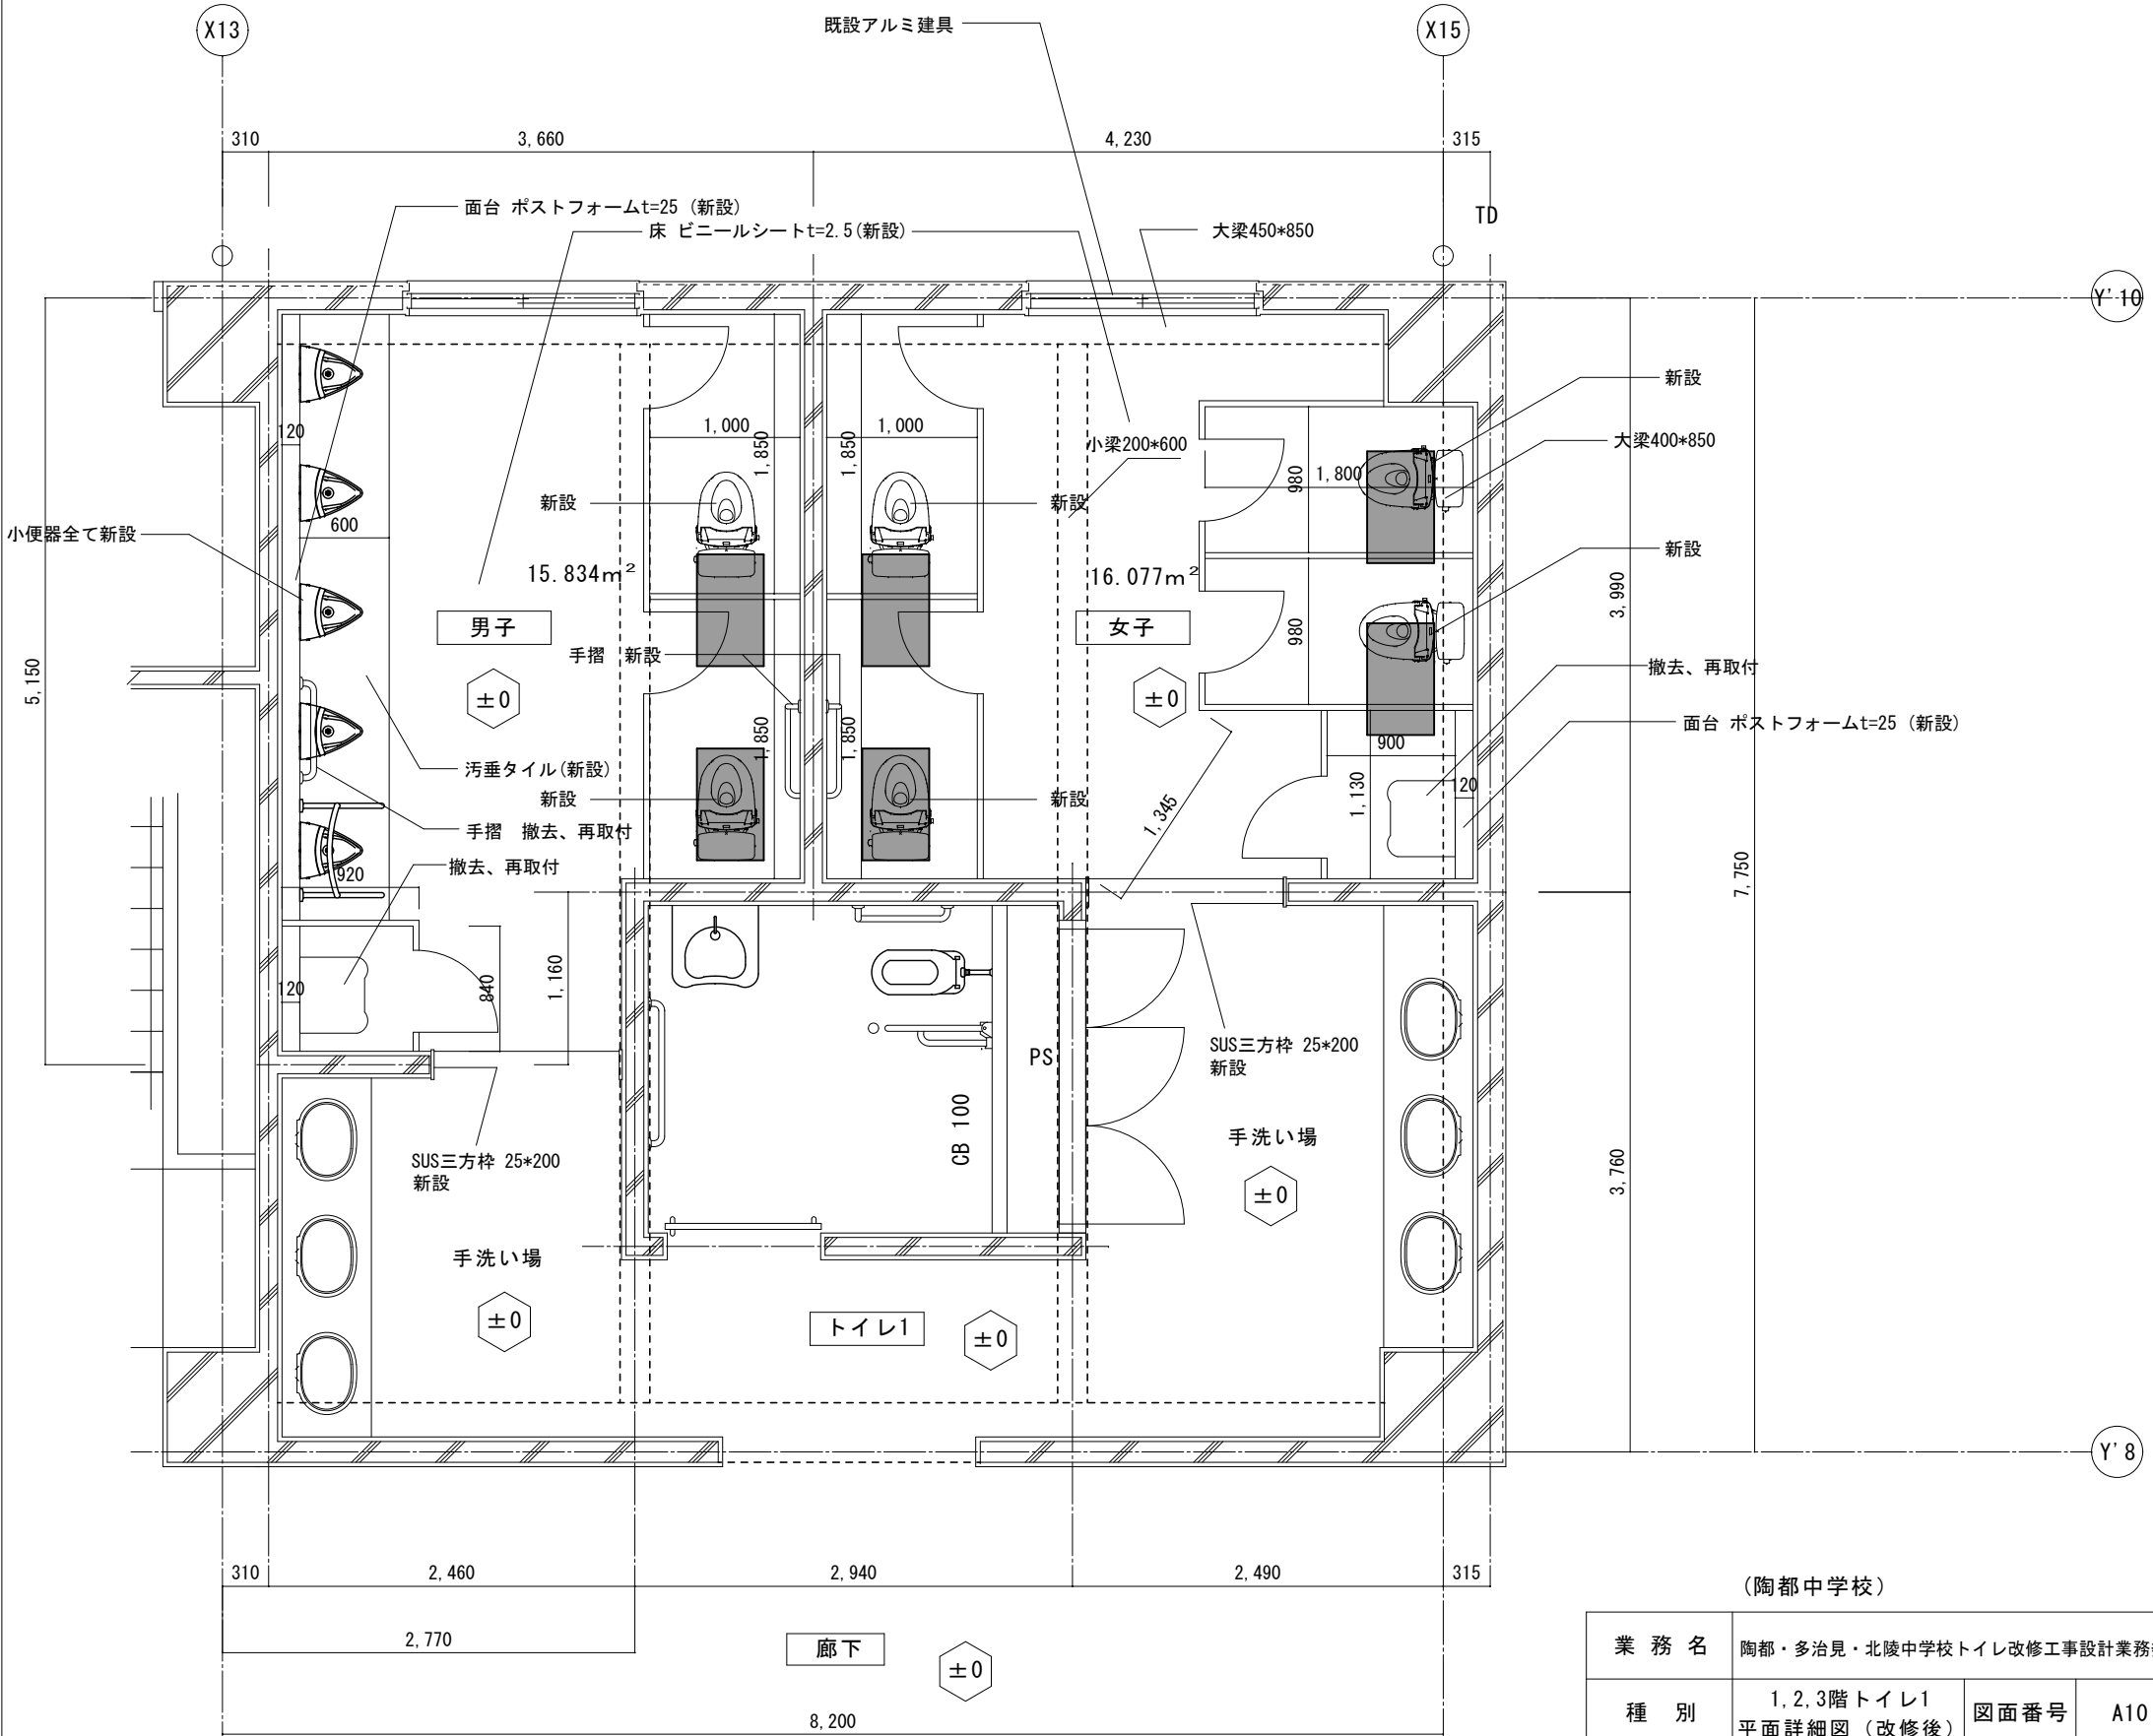 X13
既設アルミ建具
X15
310
3,660
4,230
315
面台 ポストフォームt=25 (新設)
床 ビニールシートt=2.5(新設)
大梁450*850
TD
Y'10
新設
大梁400*850
120
1,000
1,850
1,850
1,000
小梁200*600
980
1,800
新設
新設
小便器全て新設
600
15.834m²
16.077m²
新設
3,990
男子
女子
980
手摺 新設
撤去、再取付
5,150
±0
±0
1,850
1,850
面台 ポストフォームt=25 (新設)
900
汚垂タイル(新設)
新設
新設
1,345
1,130
120
手摺 撤去、再取付
撤去、再取付
920
7,750
120
840
1,160
PS
SUS三方枠 25*200
新設
CB 100
手洗い場
SUS三方枠 25*200
新設
±0
3,760
手洗い場
±0
トイレ1
±0
Y'8
310
2,460
2,940
2,490
315
2,770
廊下
±0
8,200
(陶都中学校)
業務名
陶都・多治見・北陵中学校トイレ改修工事設計業務
種別
1,2,3階トイレ1
平面詳細図（改修後）
図面番号
A10